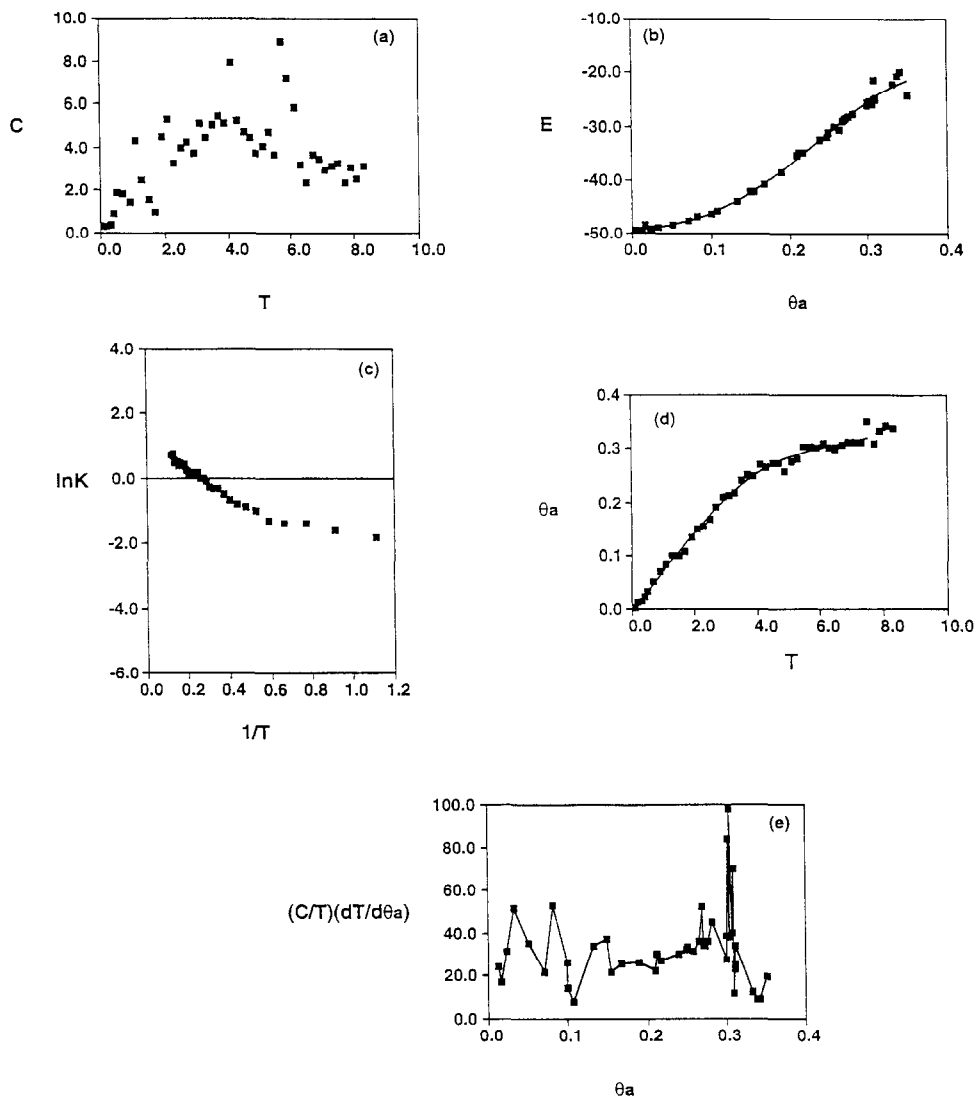 10.0
8.0
6.0
4.0
2.0
0.0
C
(a)
0.0 2.0 4.0 6.0 8.0 10.0
T
-10.0
-20.0
-30.0
-40.0
-50.0
E
(b)
0.0 0.1 0.2 0.3 0.4
θa
4.0
2.0
0.0
-2.0
-4.0
-6.0
lnK
(c)
0.0 0.2 0.4 0.6 0.8 1.0 1.2
1/T
0.4
0.3
0.2
0.1
0.0
θa
(d)
0.0 2.0 4.0 6.0 8.0 10.0
T
100.0
80.0
60.0
40.0
20.0
0.0
(C/T)(dT/dθa)
(e)
0.0 0.1 0.2 0.3 0.4
θa